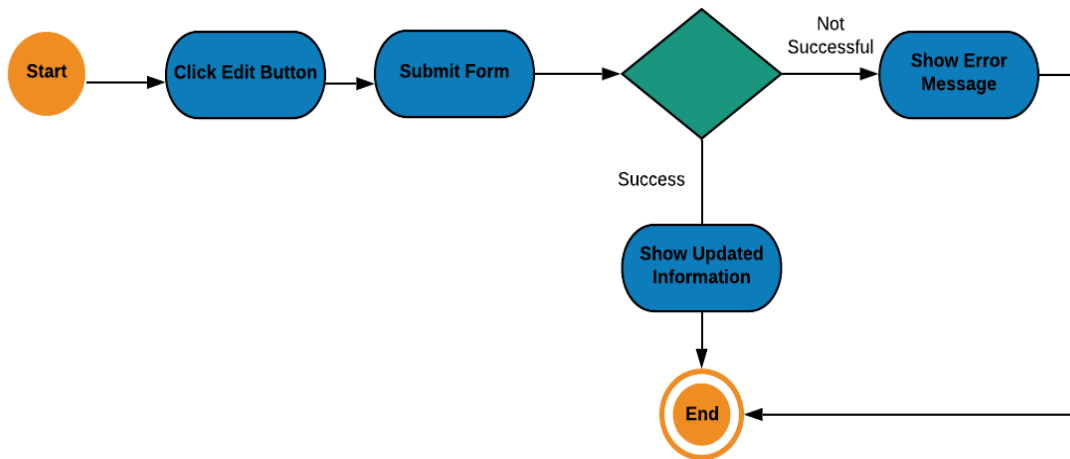 Start
Click Edit Button
Submit Form
Not
Successful
Show Error
Message
Success
Show Updated
Information
End